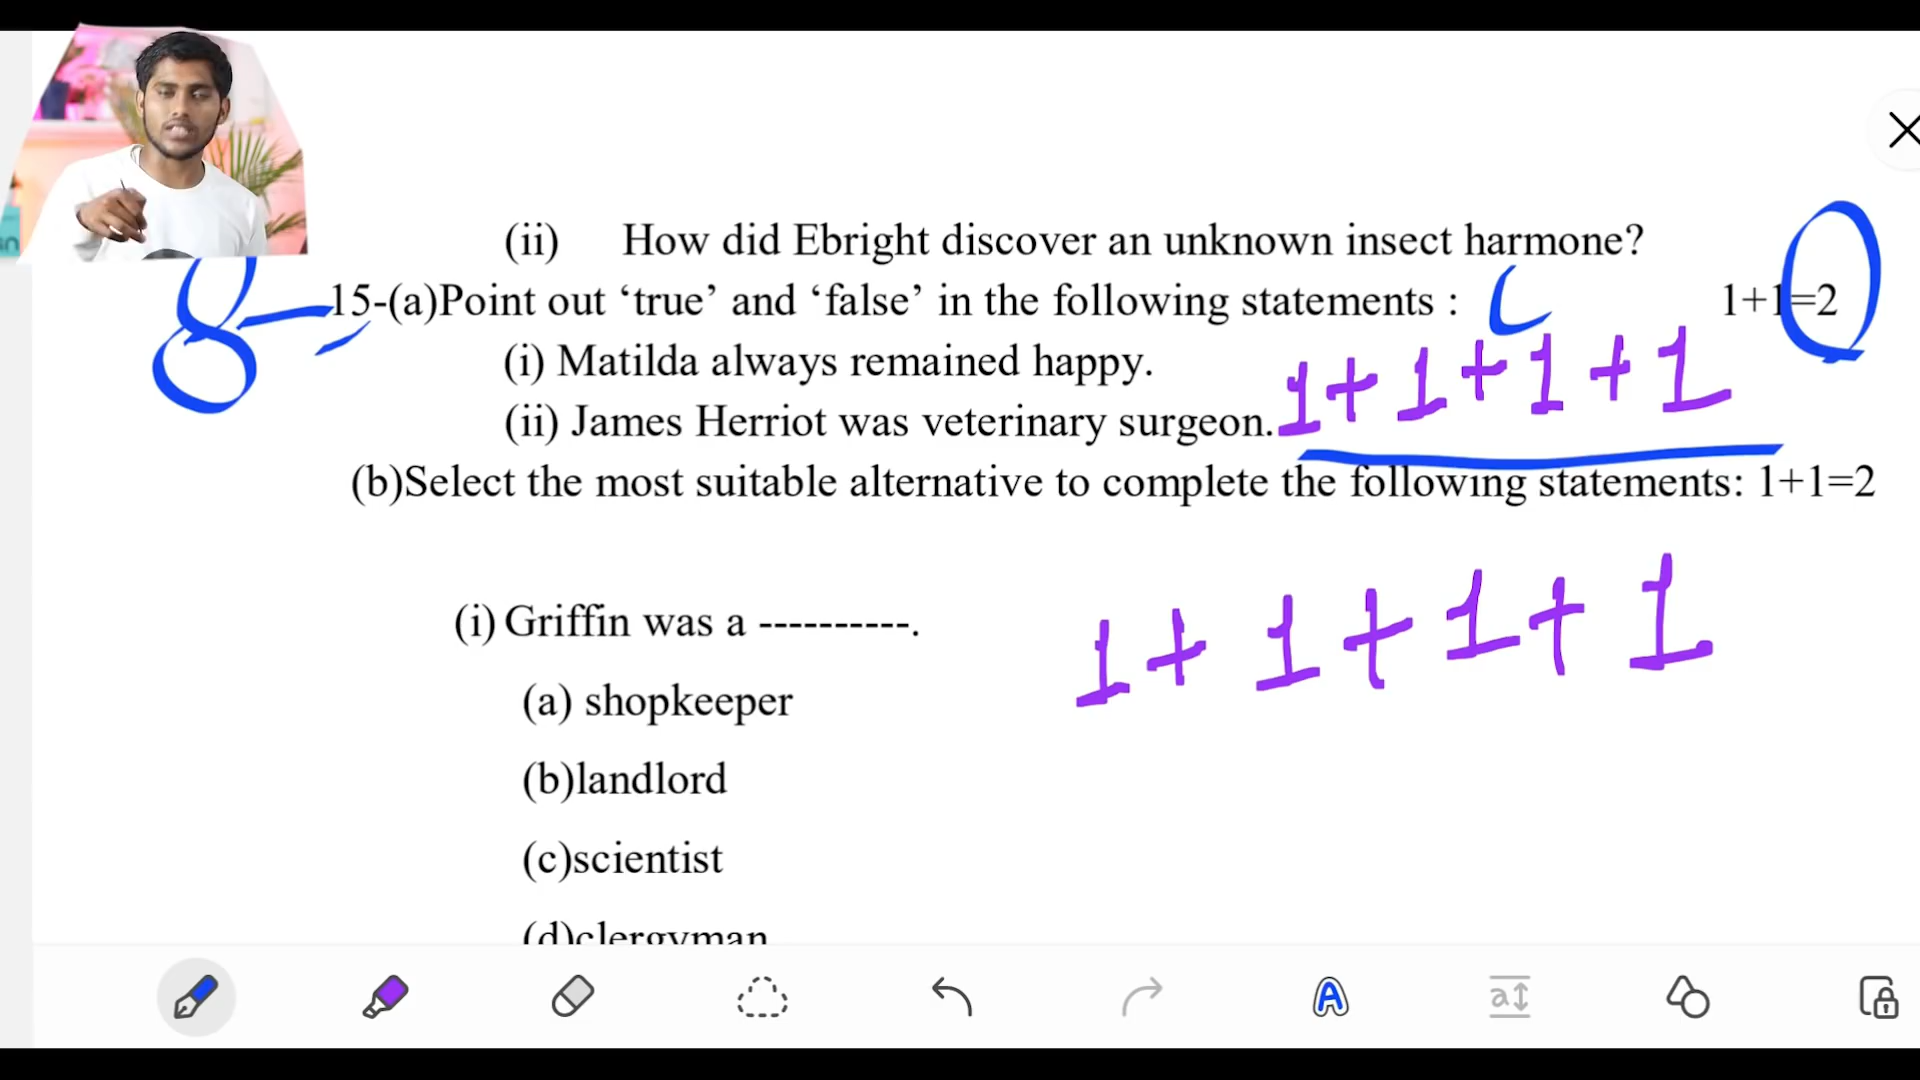 (ii) How did Ebright discover an unknown insect harmone?
8- 15-(a)Point out ‘true’ and ‘false’ in the following statements : 1+1=2
(i) Matilda always remained happy.
1+1+1+1
(ii) James Herriot was veterinary surgeon.
(b)Select the most suitable alternative to complete the following statements: 1+1=2
(i) Griffin was a ----------.
1+1+1+1
(a) shopkeeper
(b)landlord
(c)scientist
(d)clergyman